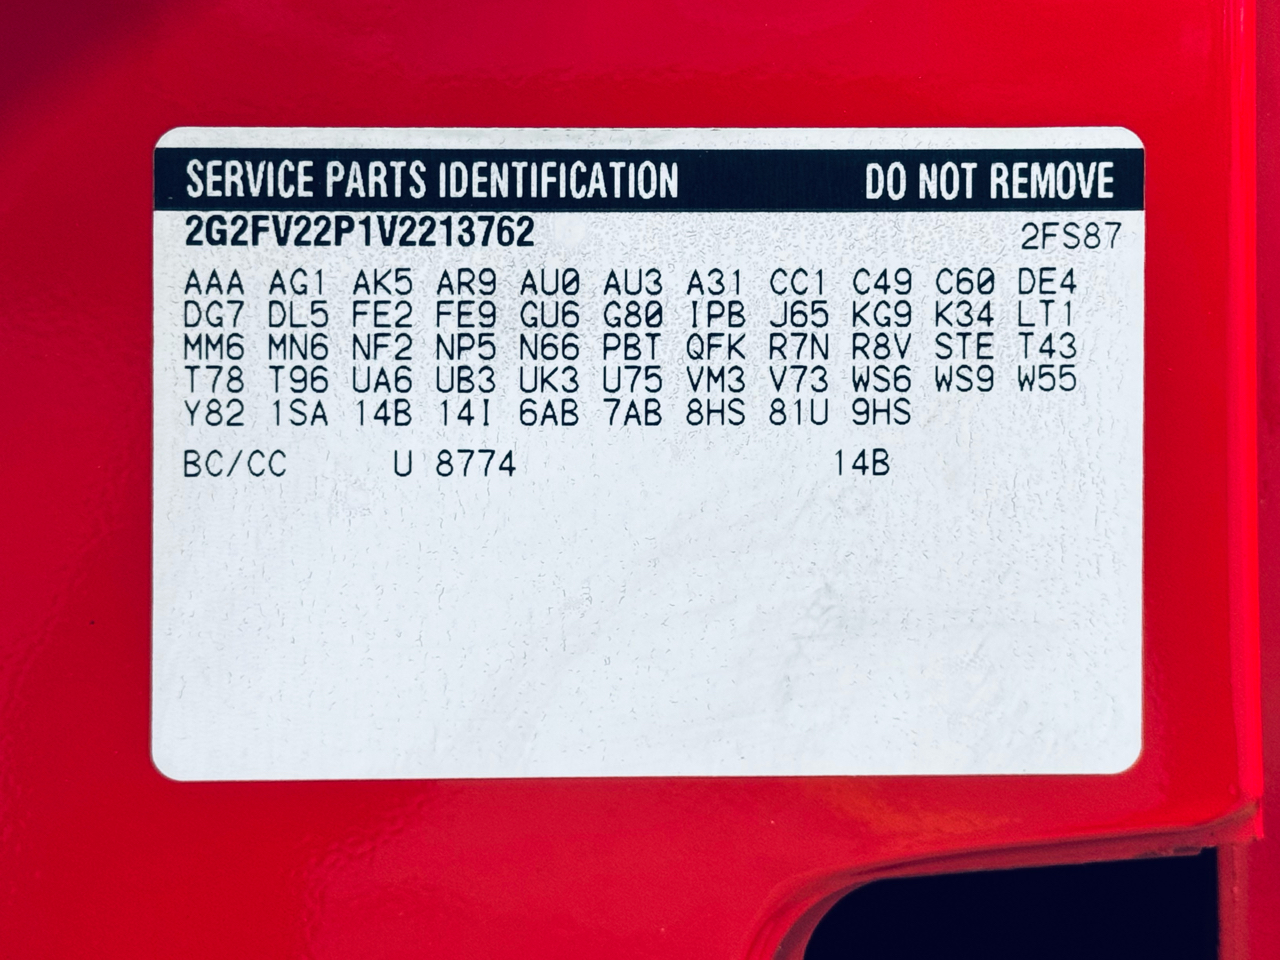 SERVICE PARTS IDENTIFICATION DO NOT REMOVE
2G2FV22P1V2213762 2FS87
AAA AG1 AK5 AR9 AU0 AU3 A31 CC1 C49 C60 DE4
DG7 DL5 FE2 FE9 GU6 G80 IPB J65 KG9 K34 LT1
MM6 MN6 NF2 NP5 N66 PBT QFK R7N R8V STE T43
T78 T96 UA6 UB3 UK3 U75 VM3 V73 WS6 WS9 W55
Y82 1SA 14B 14I 6AB 7AB 8HS 81U 9HS
BC/CC U 8774 14B